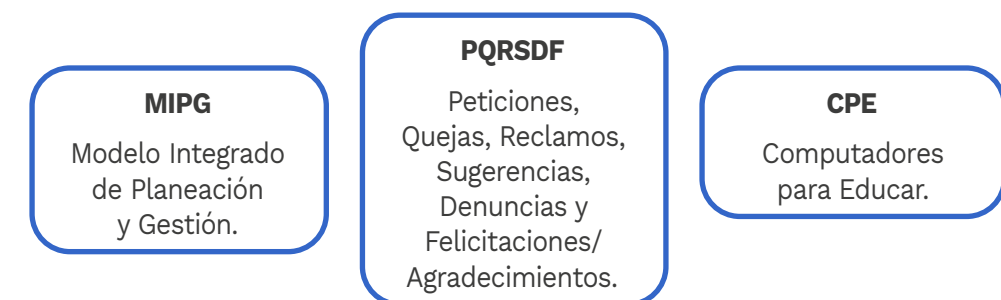 MIPG
Modelo Integrado
de Planeación
y Gestión.
PQRSDF
Peticiones,
Quejas, Reclamos,
Sugerencias,
Denuncias y
Felicitaciones/
Agradecimientos.
CPE
Computadores
para Educar.